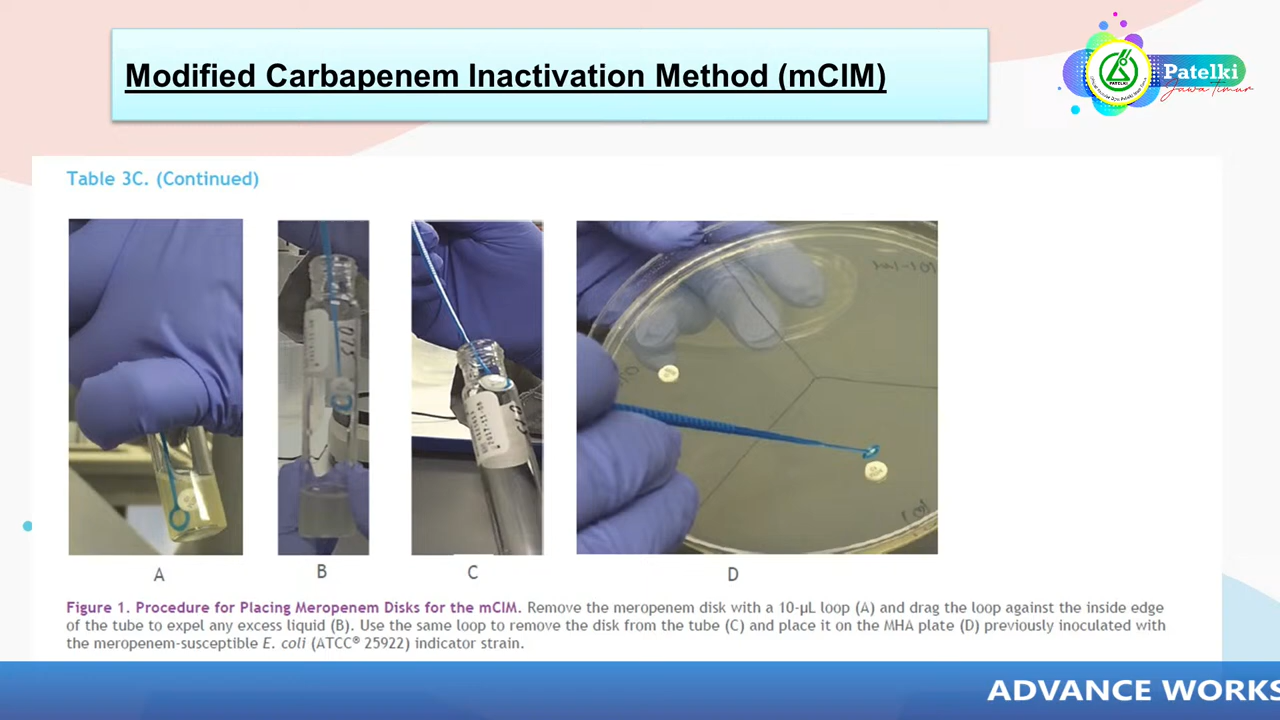 Modified Carbapenem Inactivation Method (mCIM)
PATELKI
Patelki
Jawa Timur
Table 3C. (Continued)
A
B
C
D
Figure 1. Procedure for Placing Meropenem Disks for the mCIM. Remove the meropenem disk with a 10-µL loop (A) and drag the loop against the inside edge
of the tube to expel any excess liquid (B). Use the same loop to remove the disk from the tube (C) and place it on the MHA plate (D) previously inoculated with
the meropenem-susceptible E. coli (ATCC® 25922) indicator strain.
ADVANCE WORKS